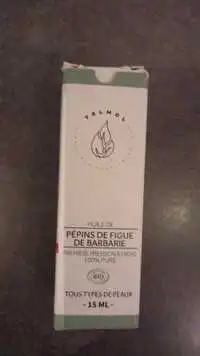 HUILE DE
PÉPINS DE FIGUE
DE BARBARIE
PREMIÈRE PRESSION À FROID
100% PURE
BIO
TOUS TYPES DE PEAUX
- 15 ML -